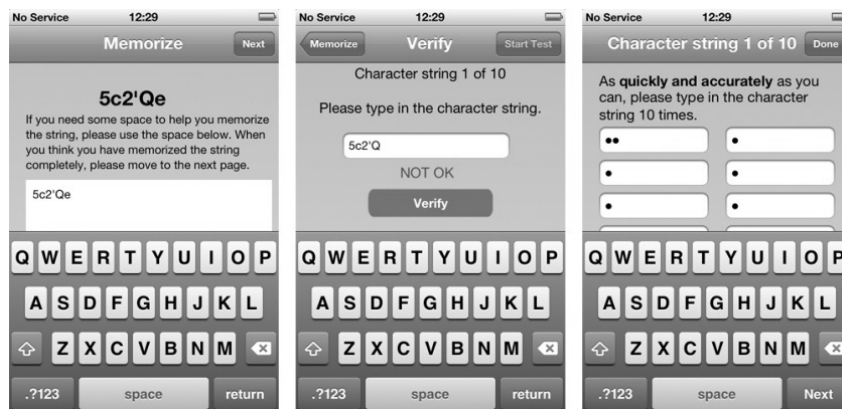 No Service 12:29
Memorize Next
5c2'Qe
If you need some space to help you memorize
the string, please use the space below. When
you think you have memorized the string
completely, please move to the next page.
5c2'Qe
Q W E R T Y U I O P
A S D F G H J K L
Z X C V B N M
.?123 space return
No Service 12:29
Memorize Verify Start Test
Character string 1 of 10
Please type in the character string.
5c2'Q
NOT OK
Verify
Q W E R T Y U I O P
A S D F G H J K L
Z X C V B N M
.?123 space return
No Service 12:29
Character string 1 of 10 Done
As quickly and accurately as you
can, please type in the character
string 10 times.
Q W E R T Y U I O P
A S D F G H J K L
Z X C V B N M
.?123 space Next